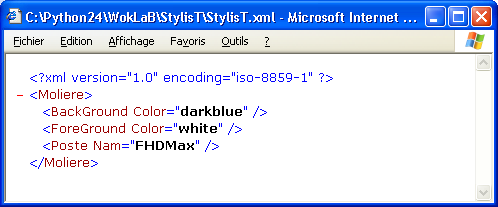 C:\Python24\WokLaB\StylisT\StylisT.xml - Microsoft Internet ...
Fichier Edition Affichage Favoris Outils ?
<?xml version="1.0" encoding="iso-8859-1" ?>
- <Moliere>
<BackGround Color="darkblue" />
<ForeGround Color="white" />
<Poste Nam="FHDMax" />
</Moliere>